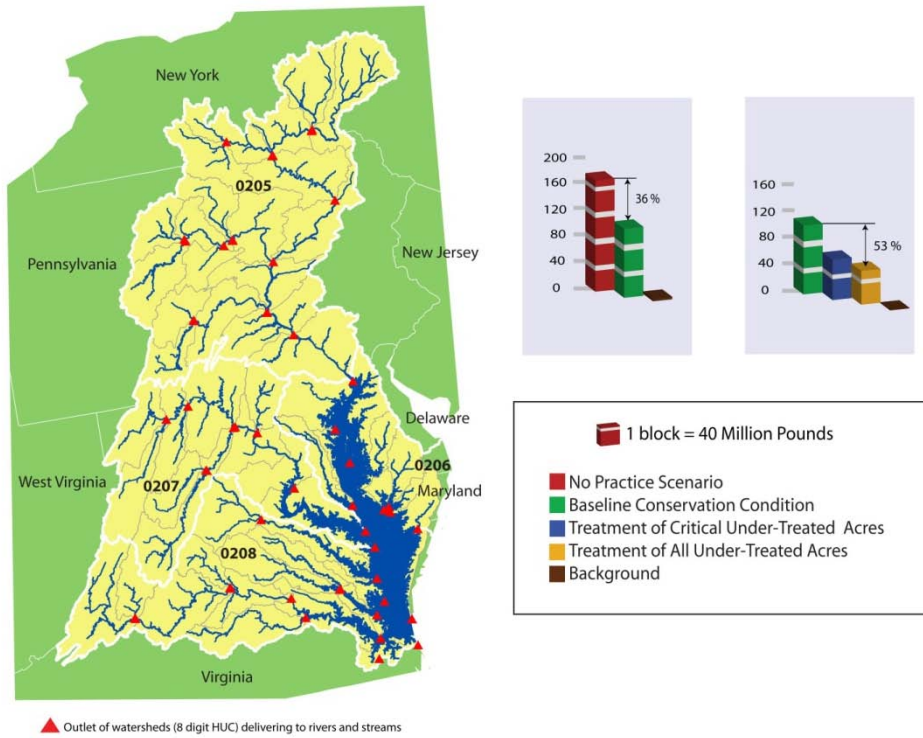 New York
0205
Pennsylvania
New Jersey
Delaware
0206
Maryland
West Virginia
0207
0208
Virginia
Outlet of watersheds (8 digit HUC) delivering to rivers and streams
200
160
120
80
40
0
36 %
160
120
80
40
0
53 %
1 block = 40 Million Pounds
No Practice Scenario
Baseline Conservation Condition
Treatment of Critical Under-Treated Acres
Treatment of All Under-Treated Acres
Background